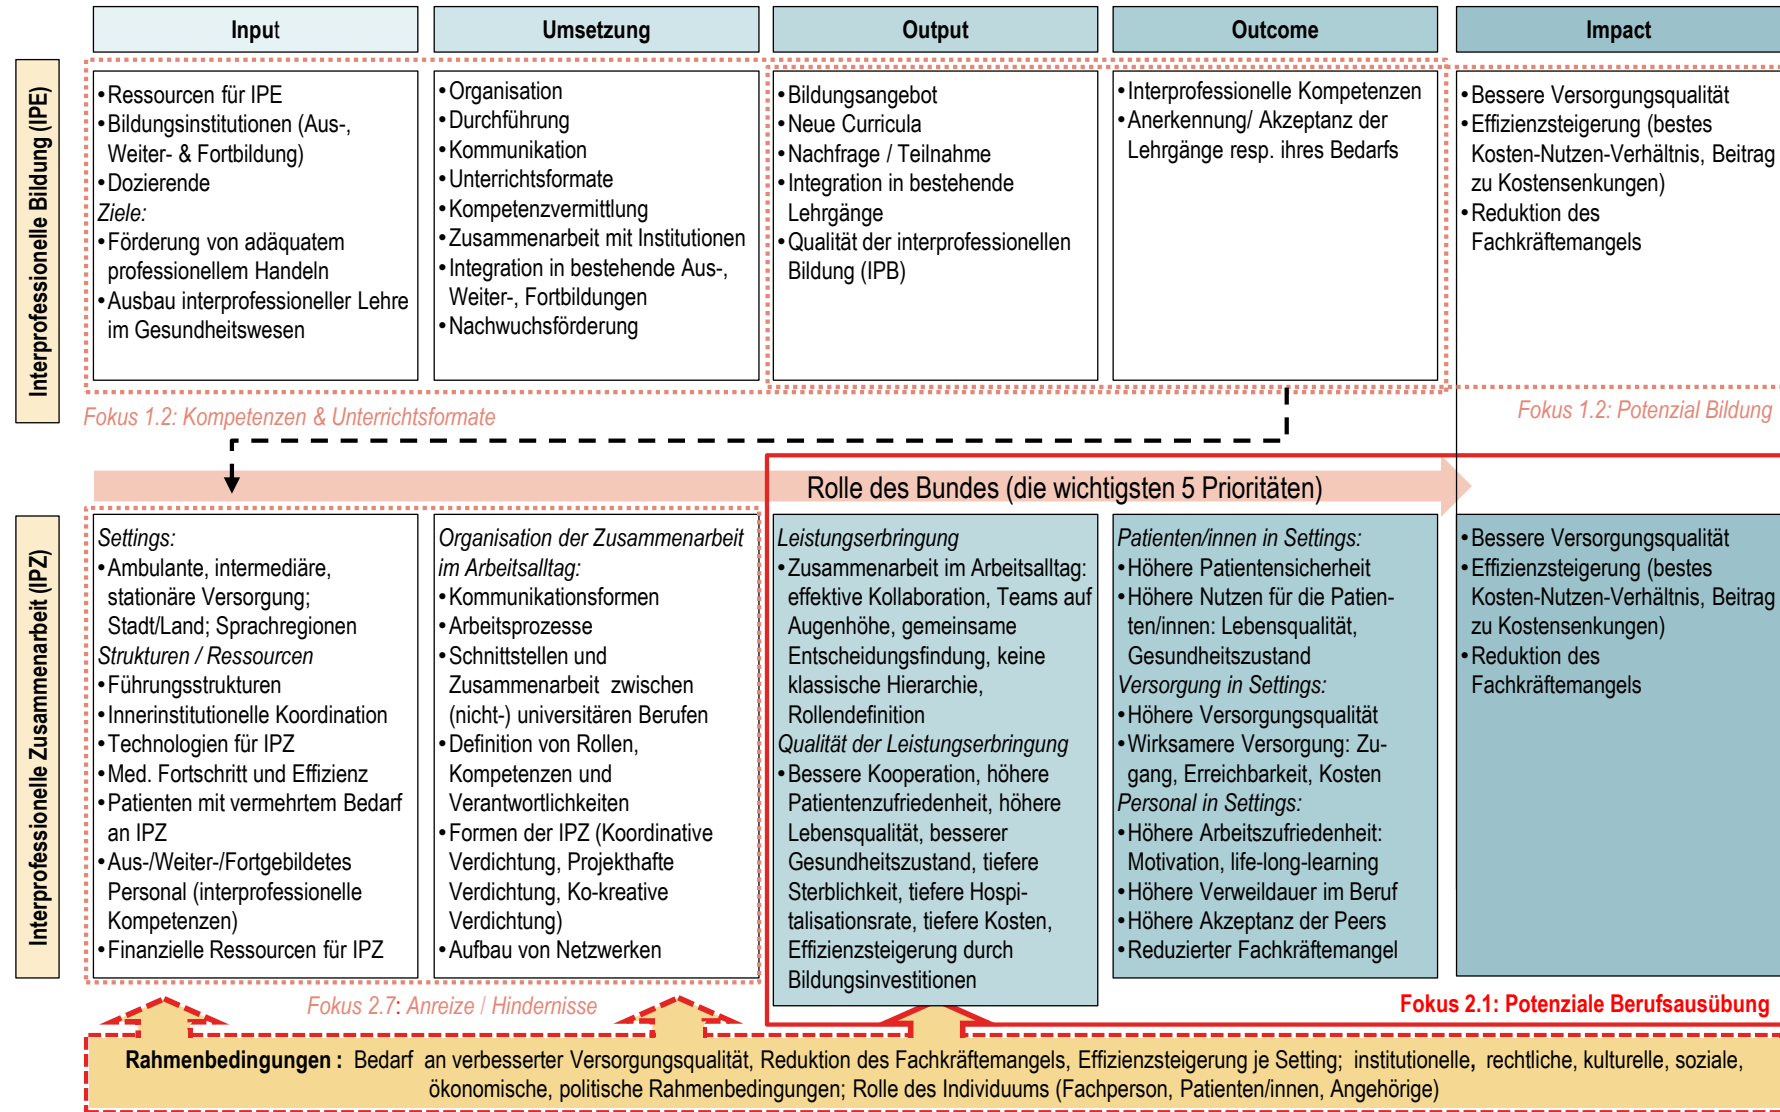 Input
Umsetzung
Output
Outcome
Impact
Interprofessionelle Bildung (IPE)
•Ressourcen für IPE
•Bildungsinstitutionen (Aus-,
Weiter- & Fortbildung)
•Dozierende
Ziele:
•Förderung von adäquatem
professionellem Handeln
•Ausbau interprofessioneller Lehre
im Gesundheitswesen
•Organisation
•Durchführung
•Kommunikation
•Unterrichtsformate
•Kompetenzvermittlung
•Zusammenarbeit mit Institutionen
•Integration in bestehende Aus-,
Weiter-, Fortbildungen
•Nachwuchsförderung
•Bildungsangebot
•Neue Curricula
•Nachfrage / Teilnahme
•Integration in bestehende
Lehrgänge
•Qualität der interprofessionellen
Bildung (IPB)
•Interprofessionelle Kompetenzen
•Anerkennung/ Akzeptanz der
Lehrgänge resp. ihres Bedarfs
•Bessere Versorgungsqualität
•Effizienzsteigerung (bestes
Kosten-Nutzen-Verhältnis, Beitrag
zu Kostensenkungen)
•Reduktion des
Fachkräftemangels
Fokus 1.2: Kompetenzen & Unterrichtsformate
Fokus 1.2: Potenzial Bildung
Rolle des Bundes (die wichtigsten 5 Prioritäten)
Interprofessionelle Zusammenarbeit (IPZ)
Settings:
•Ambulante, intermediäre,
stationäre Versorgung;
Stadt/Land; Sprachregionen
Strukturen / Ressourcen
•Führungsstrukturen
•Innerinstitutionelle Koordination
•Technologien für IPZ
•Med. Fortschritt und Effizienz
•Patienten mit vermehrtem Bedarf
an IPZ
•Aus-/Weiter-/Fortgebildetes
Personal (interprofessionelle
Kompetenzen)
•Finanzielle Ressourcen für IPZ
Organisation der Zusammenarbeit
im Arbeitsalltag:
•Kommunikationsformen
•Arbeitsprozesse
•Schnittstellen und
Zusammenarbeit zwischen
(nicht-) universitären Berufen
•Definition von Rollen,
Kompetenzen und
Verantwortlichkeiten
•Formen der IPZ (Koordinative
Verdichtung, Projekthafte
Verdichtung, Ko-kreative
Verdichtung)
•Aufbau von Netzwerken
Leistungserbringung
•Zusammenarbeit im Arbeitsalltag:
effektive Kollaboration, Teams auf
Augenhöhe, gemeinsame
Entscheidungsfindung, keine
klassische Hierarchie,
Rollendefinition
Qualität der Leistungserbringung
•Bessere Kooperation, höhere
Patientenzufriedenheit, höhere
Lebensqualität, besserer
Gesundheitszustand, tiefere
Sterblichkeit, tiefere Hospi-
talisationsrate, tiefere Kosten,
Effizienzsteigerung durch
Bildungsinvestitionen
Patienten/innen in Settings:
•Höhere Patientensicherheit
•Höhere Nutzen für die Patien-
ten/innen: Lebensqualität,
Gesundheitszustand
Versorgung in Settings:
•Höhere Versorgungsqualität
•Wirksamere Versorgung: Zu-
gang, Erreichbarkeit, Kosten
Personal in Settings:
•Höhere Arbeitszufriedenheit:
Motivation, life-long-learning
•Höhere Verweildauer im Beruf
•Höhere Akzeptanz der Peers
•Reduzierter Fachkräftemangel
•Bessere Versorgungsqualität
•Effizienzsteigerung (bestes
Kosten-Nutzen-Verhältnis, Beitrag
zu Kostensenkungen)
•Reduktion des
Fachkräftemangels
Fokus 2.7: Anreize / Hindernisse
Fokus 2.1: Potenziale Berufsausübung
Rahmenbedingungen : Bedarf an verbesserter Versorgungsqualität, Reduktion des Fachkräftemangels, Effizienzsteigerung je Setting; institutionelle, rechtliche, kulturelle, soziale,
ökonomische, politische Rahmenbedingungen; Rolle des Individuums (Fachperson, Patienten/innen, Angehörige)